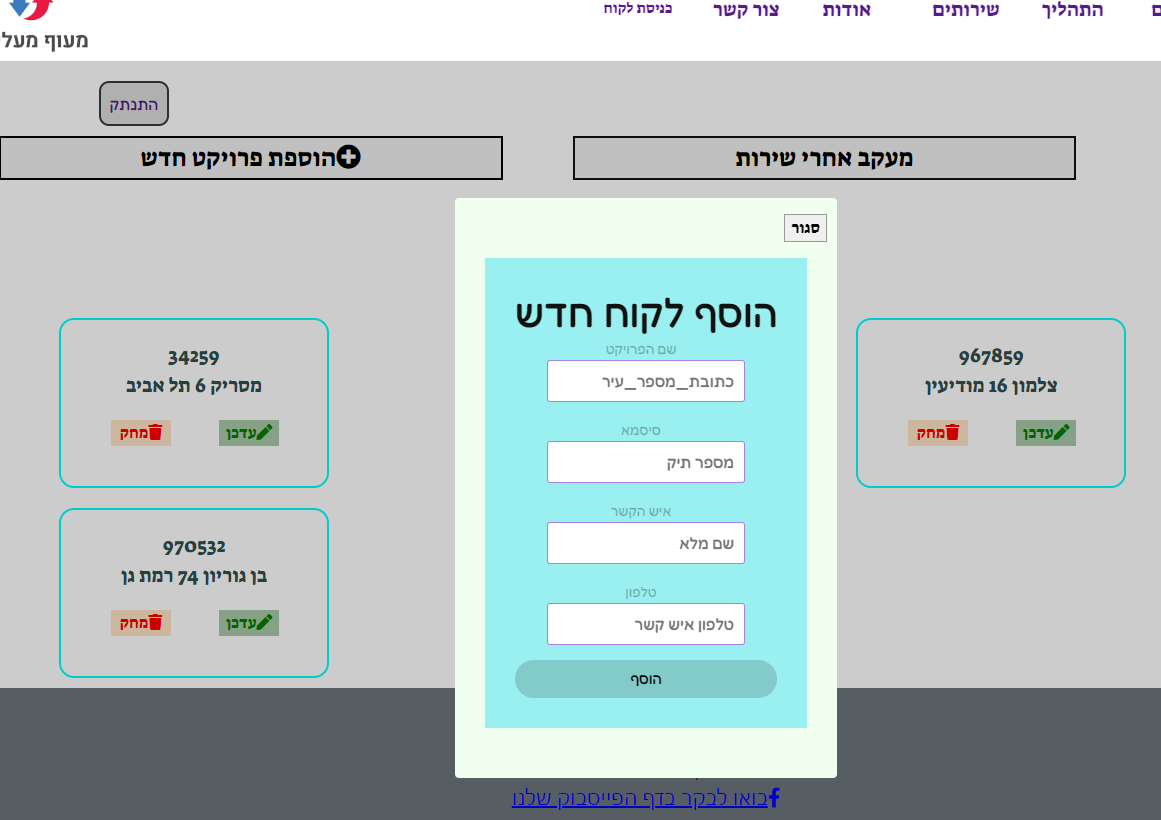 התהליך
שירותים
אודות
צור קשר
כניסת לקוח
מעוף מעלי
התנתק
מעקב אחרי שירות
הוספת פרויקט חדש
סגור
הוסף לקוח חדש
שם הפרויקט
כתובת_מספר_עיר
סיסמא
מספר תיק
איש הקשר
שם מלא
טלפון
טלפון איש קשר
הוסף
967859
צלמון 16 מודיעין
עדכן
מחק
34259
מסריק 6 תל אביב
עדכן
מחק
970532
בן גוריון 74 רמת גן
עדכן
מחק
בואו לבקר בדף הפייסבוק שלנו